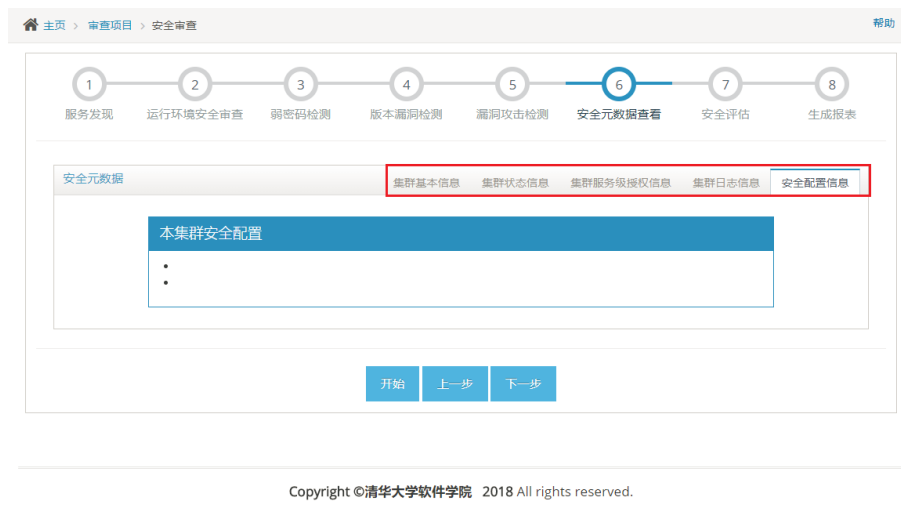 主页 > 审查项目 > 安全审查 帮助
1 2 3 4 5 6 7 8
服务发现 运行环境安全审查 弱密码检测 版本漏洞检测 漏洞攻击检测 安全元数据查看 安全评估 生成报表
安全元数据 集群基本信息 集群状态信息 集群服务级授权信息 集群日志信息 安全配置信息
本集群安全配置
开始 上一步 下一步
Copyright ©清华大学软件学院 2018 All rights reserved.